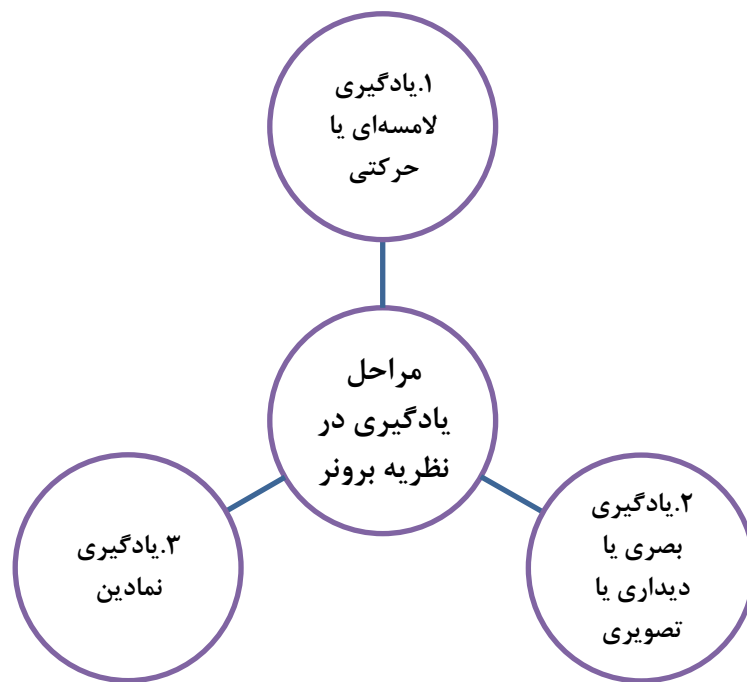 ۱.یادگیری
لامسه‌ای یا
حرکتی
مراحل
یادگیری در
نظریه برونر
۲.یادگیری
بصری یا
دیداری یا
تصویری
۳.یادگیری
نمادین